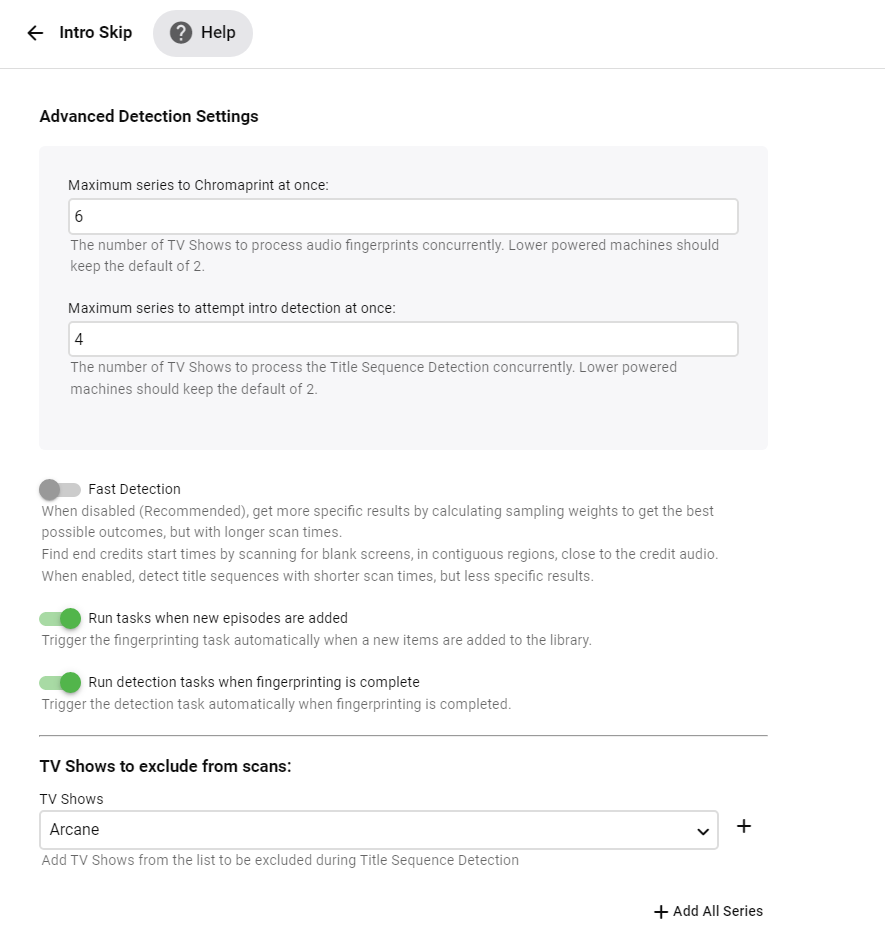 Intro Skip
Help
Advanced Detection Settings
Maximum series to Chromaprint at once:
6
The number of TV Shows to process audio fingerprints concurrently. Lower powered machines should
keep the default of 2.
Maximum series to attempt intro detection at once:
4
The number of TV Shows to process the Title Sequence Detection concurrently. Lower powered
machines should keep the default of 2.
Fast Detection
When disabled (Recommended), get more specific results by calculating sampling weights to get the best
possible outcomes, but with longer scan times.
Find end credits start times by scanning for blank screens, in contiguous regions, close to the credit audio.
When enabled, detect title sequences with shorter scan times, but less specific results.
Run tasks when new episodes are added
Trigger the fingerprinting task automatically when a new items are added to the library.
Run detection tasks when fingerprinting is complete
Trigger the detection task automatically when fingerprinting is completed.
TV Shows to exclude from scans:
TV Shows
Arcane
Add TV Shows from the list to be excluded during Title Sequence Detection
Add All Series